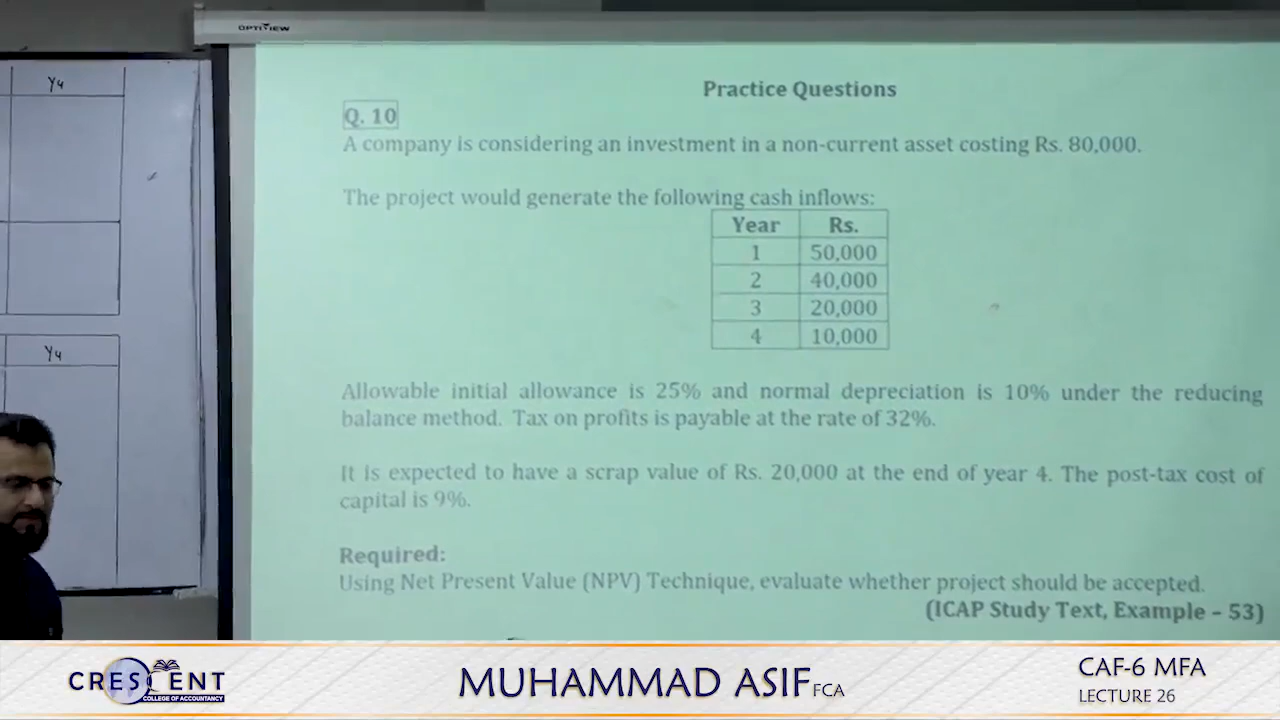 OPTIVIEW
Y4
Y4
Practice Questions
Q. 10
A company is considering an investment in a non-current asset costing Rs. 80,000.
The project would generate the following cash inflows:
Year Rs.
1 50,000
2 40,000
3 20,000
4 10,000
Allowable initial allowance is 25% and normal depreciation is 10% under the reducing
balance method. Tax on profits is payable at the rate of 32%.
It is expected to have a scrap value of Rs. 20,000 at the end of year 4. The post-tax cost of
capital is 9%.
Required:
Using Net Present Value (NPV) Technique, evaluate whether project should be accepted.
(ICAP Study Text, Example – 53)
CRESCENT
COLLEGE OF ACCOUNTANCY
MUHAMMAD ASIF FCA
CAF-6 MFA
LECTURE 26